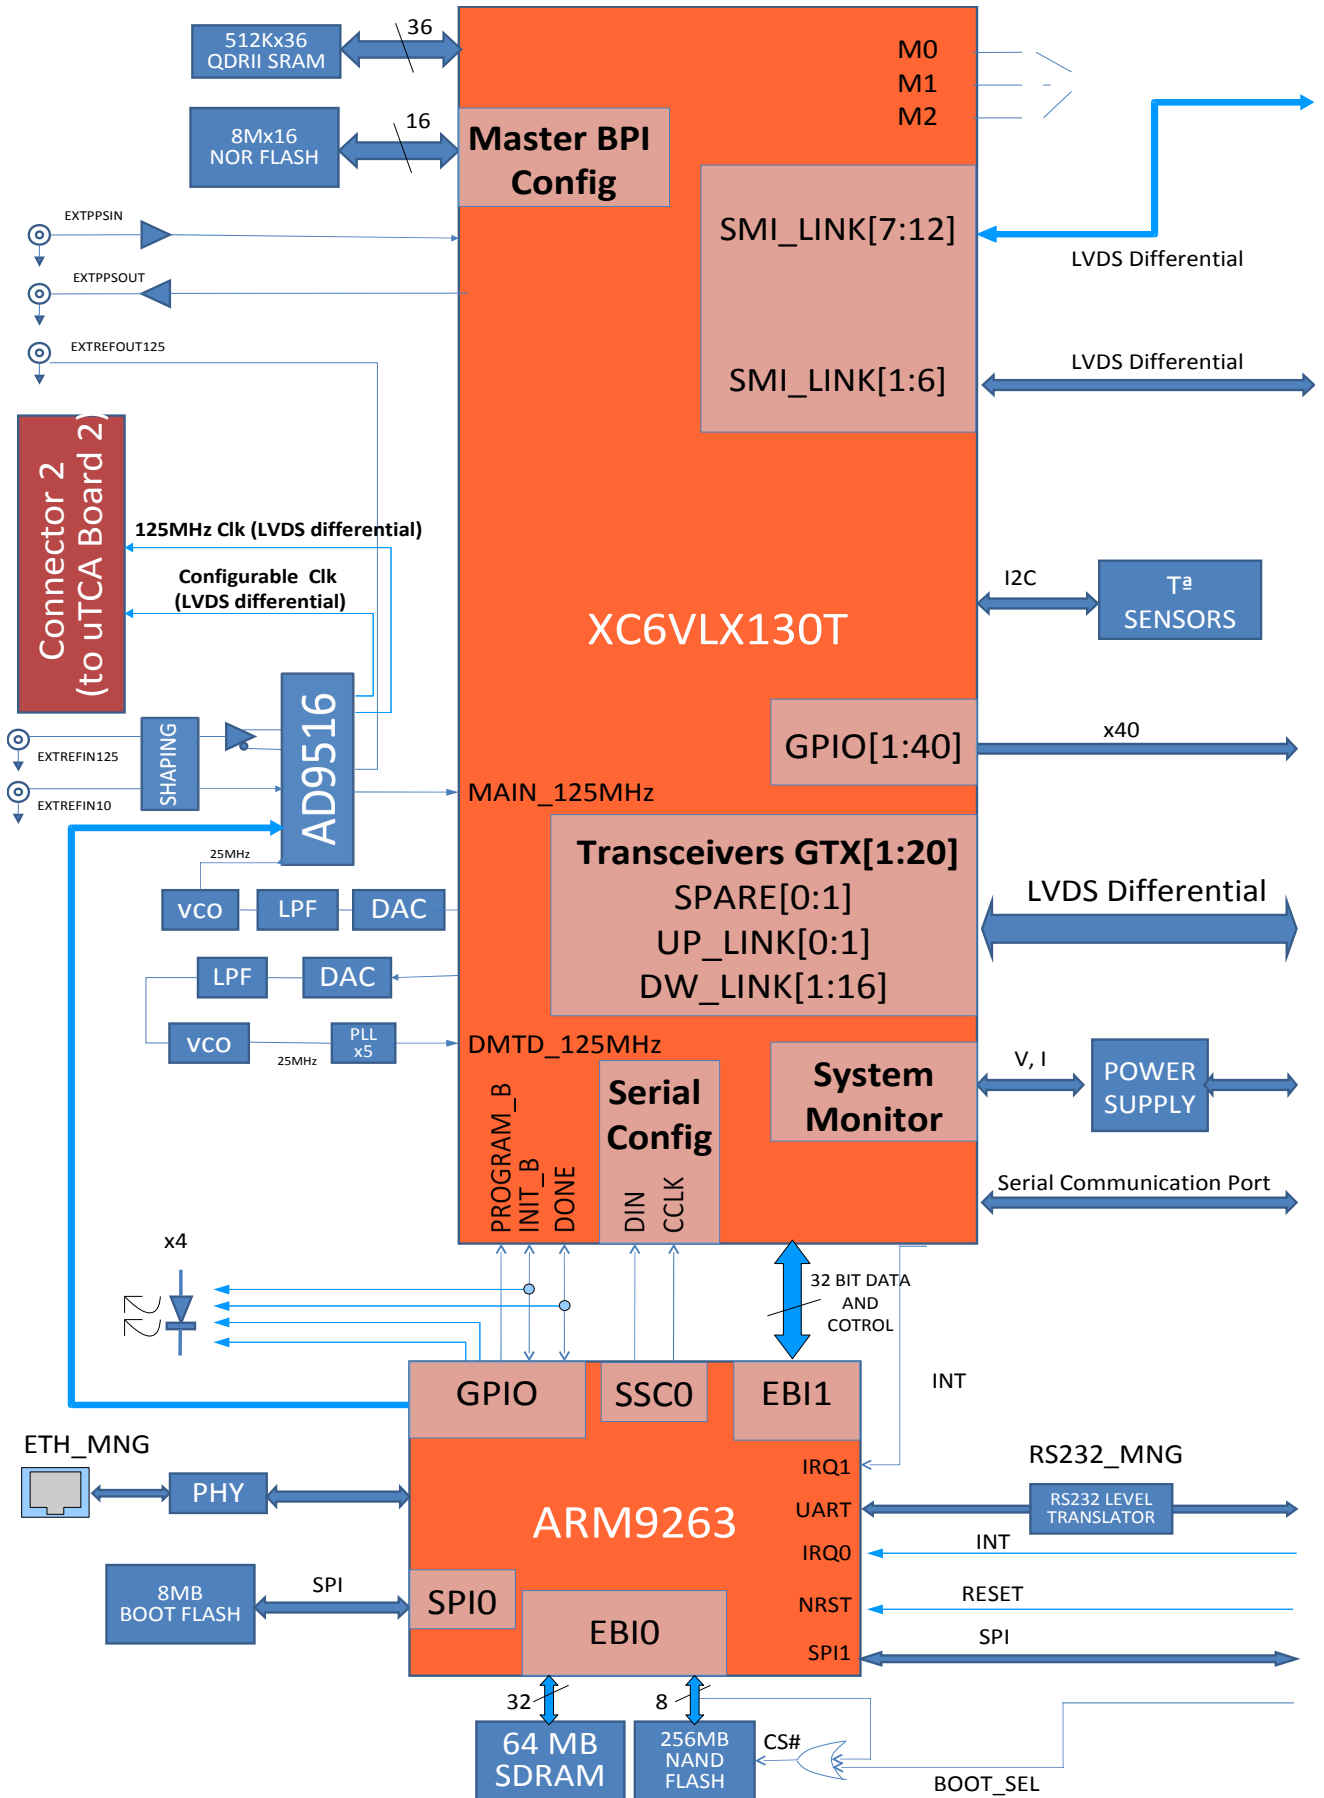 512Kx36
QDRII SRAM
36
8Mx16
NOR FLASH
16
Master BPI
Config
M0
M1
M2
EXTPPSIN
EXTPPSOUT
EXTREFOUT125
SMI_LINK[7:12]
LVDS Differential
SMI_LINK[1:6]
LVDS Differential
Connector 2
(to uTCA Board 2)
125MHz Clk (LVDS differential)
Configurable Clk
(LVDS differential)
XC6VLX130T
I2C
Tª
SENSORS
AD9516
SHAPING
EXTREFIN125
EXTREFIN10
GPIO[1:40]
x40
MAIN_125MHz
25MHz
VCO
LPF
DAC
Transceivers GTX[1:20]
SPARE[0:1]
UP_LINK[0:1]
DW_LINK[1:16]
LVDS Differential
LPF
DAC
VCO
25MHz
PLL
x5
DMTD_125MHz
System
Monitor
V, I
POWER
SUPPLY
Serial
Config
PROGRAM_B
INIT_B
DONE
DIN
CCLK
Serial Communication Port
x4
32 BIT DATA
AND
COTROL
INT
GPIO
SSC0
EBI1
ETH_MNG
PHY
ARM9263
IRQ1
UART
IRQ0
NRST
SPI1
RS232_MNG
RS232 LEVEL
TRANSLATOR
INT
RESET
SPI
8MB
BOOT FLASH
SPI
SPI0
EBI0
32
8
64 MB
SDRAM
256MB
NAND
FLASH
CS#
BOOT_SEL